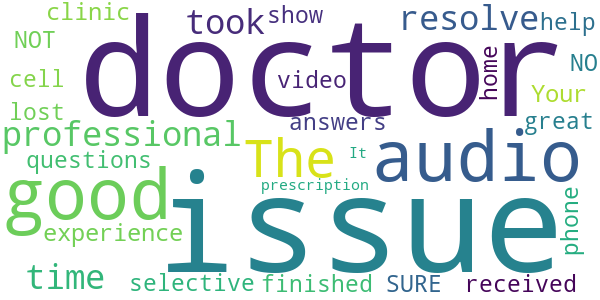 clinic
took
show
resolve
help
NOT
doctor
home
NO
cell
video
Your
lost
answers
great
professional
The
It
audio
questions
prescription
good
issue
phone
experience
time
selective
finished
SURE
received